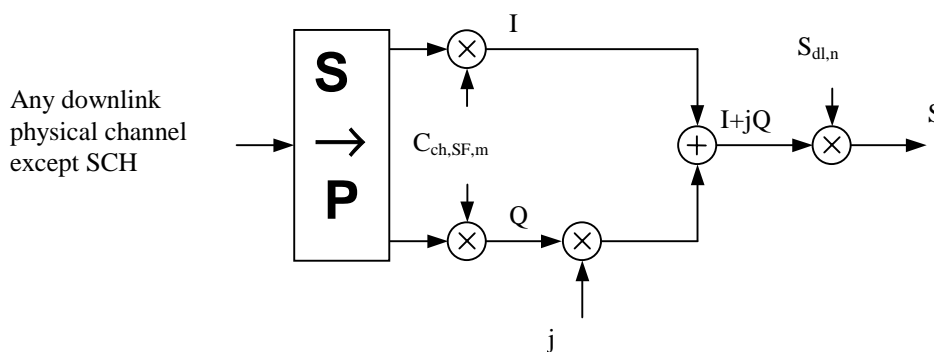 I
S_dl,n
Any downlink
physical channel
except SCH
S
→
P
C_ch,SF,m
I+jQ
S
Q
j